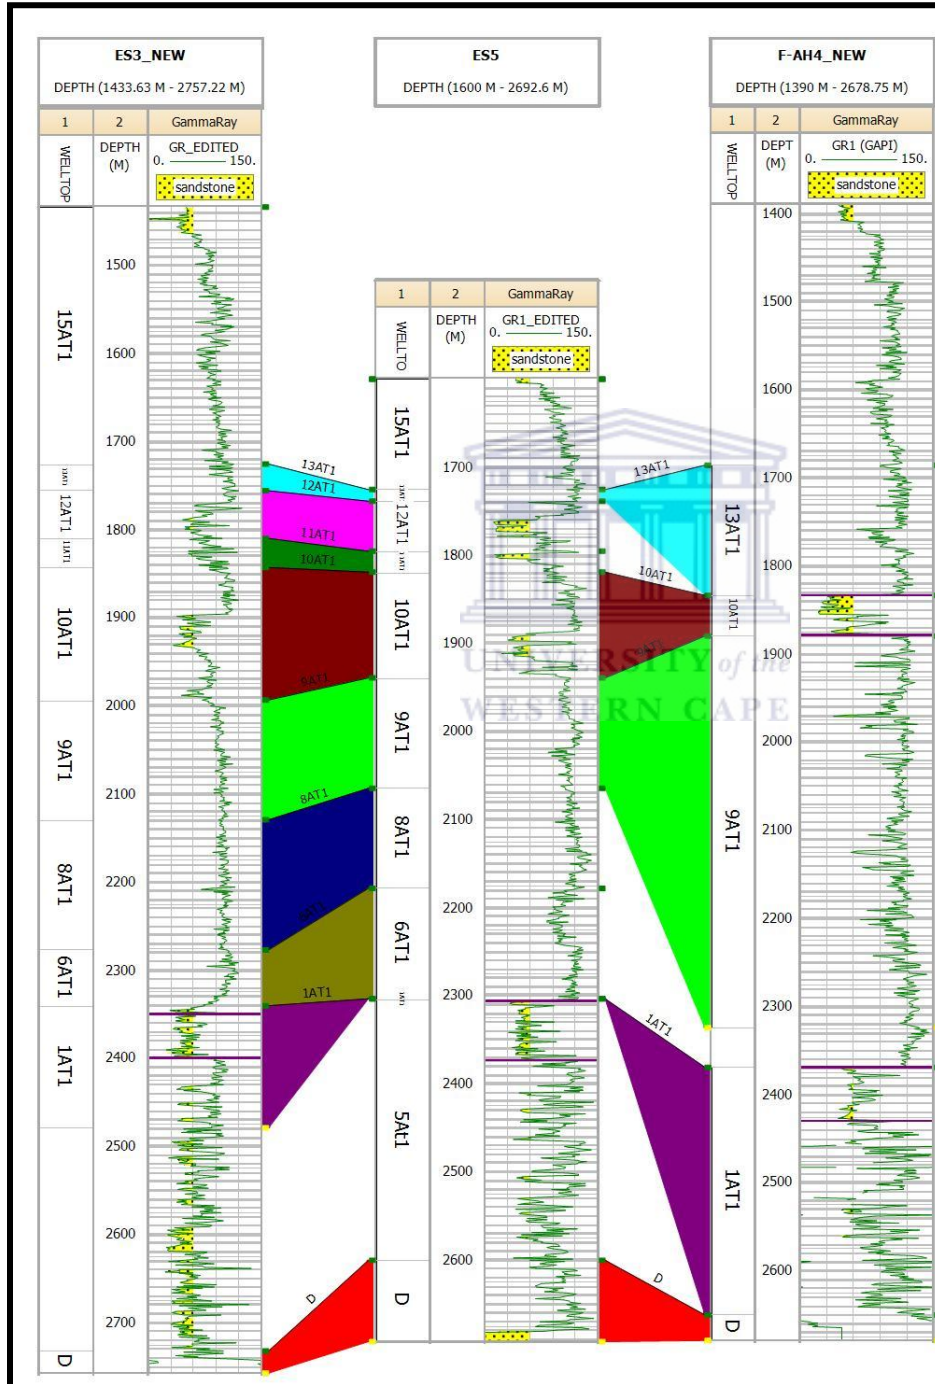 ES3_NEW
DEPTH (1433.63 M - 2757.22 M)
1 2 GammaRay
WELLTOP
DEPTH (M)
GR_EDITED
0. 150.
sandstone
1500
1600
1700
1800
1900
2000
2100
2200
2300
2400
2500
2600
2700
15AT1
13AT1
12AT1
11AT1
10AT1
9AT1
8AT1
6AT1
1AT1
D
13AT1
12AT1
11AT1
10AT1
9AT1
8AT1
6AT1
1AT1
D
ES5
DEPTH (1600 M - 2692.6 M)
1 2 GammaRay
WELLTO
DEPTH (M)
GR1_EDITED
0. 150.
sandstone
15AT1
12AT1
10AT1
9AT1
8AT1
6AT1
5At1
D
1700
1800
1900
2000
2100
2200
2300
2400
2500
2600
13AT1
10AT1
9AT1
1AT1
D
F-AH4_NEW
DEPTH (1390 M - 2678.75 M)
1 2 GammaRay
WELLTOP
DEPT (M)
GR1 (GAPI)
0. 150.
sandstone
13AT1
10AT1
9AT1
1AT1
D
1400
1500
1600
1700
1800
1900
2000
2100
2200
2300
2400
2500
2600
UNIVERSITY of the
WESTERN CAPE